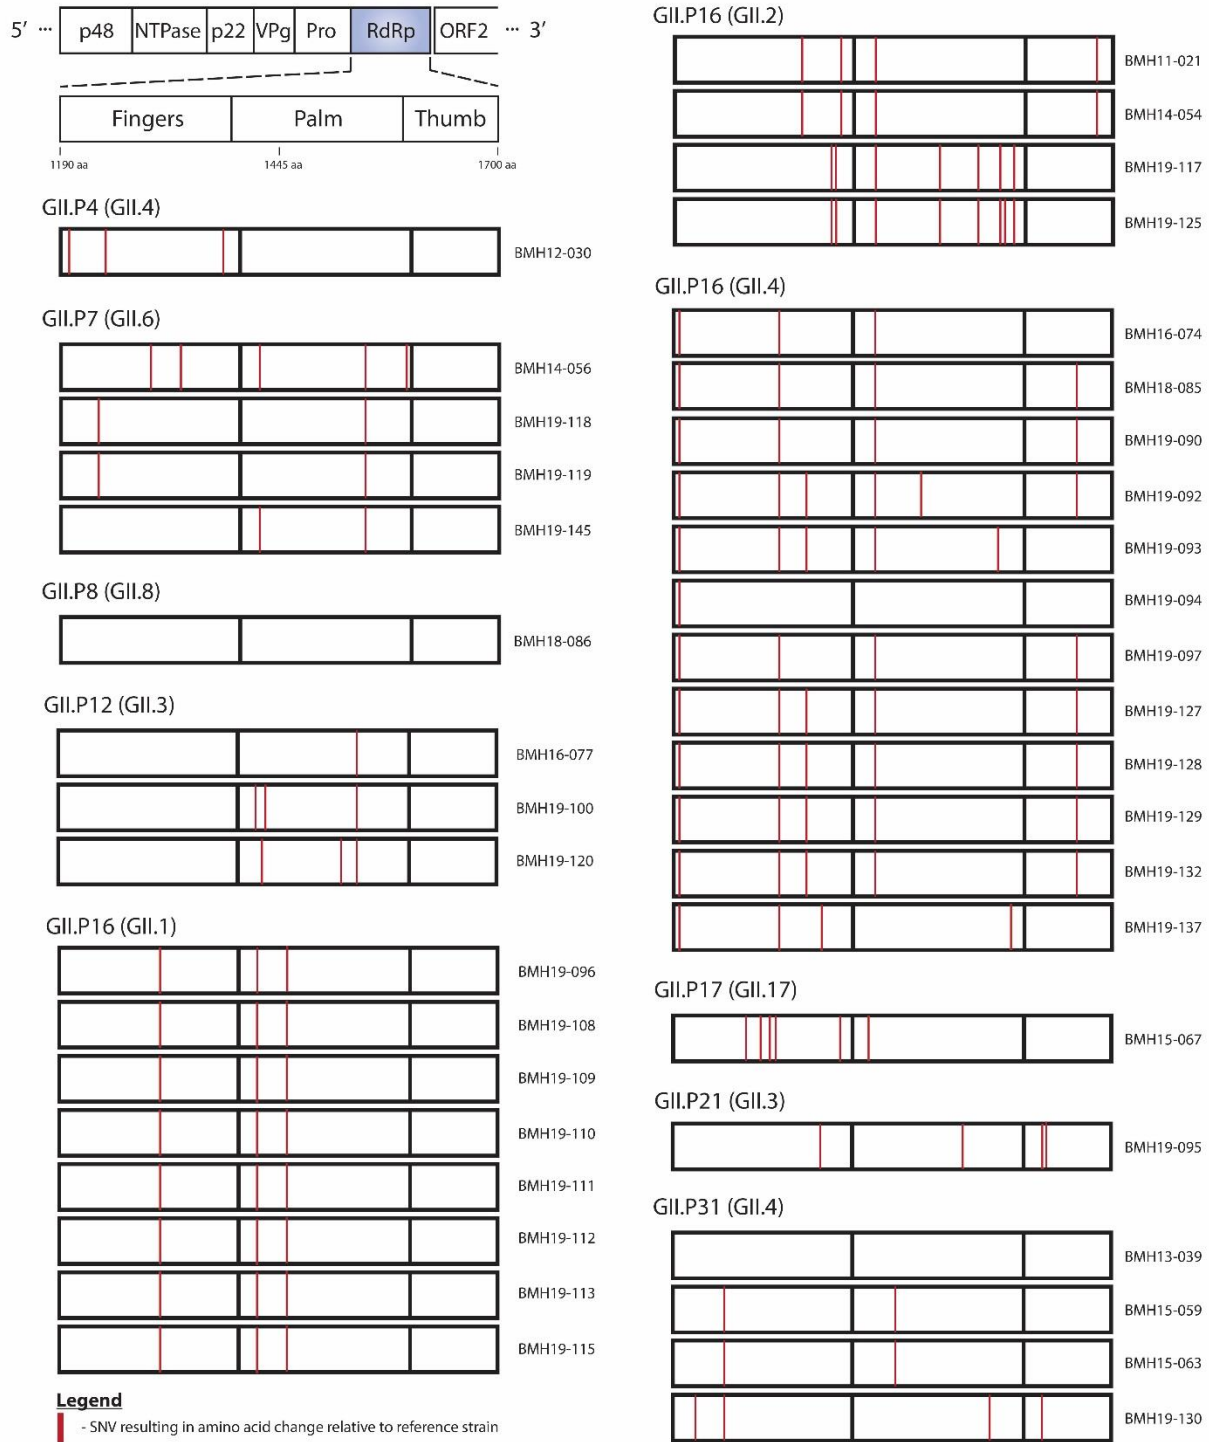 5′ ··· p48 NTPase p22 VPg Pro RdRp ORF2 ··· 3′
Fingers Palm Thumb
1190 aa 1445 aa 1700 aa
GII.P4 (GII.4)
BMH12-030
GII.P7 (GII.6)
BMH14-056
BMH19-118
BMH19-119
BMH19-145
GII.P8 (GII.8)
BMH18-086
GII.P12 (GII.3)
BMH16-077
BMH19-100
BMH19-120
GII.P16 (GII.1)
BMH19-096
BMH19-108
BMH19-109
BMH19-110
BMH19-111
BMH19-112
BMH19-113
BMH19-115
Legend
- SNV resulting in amino acid change relative to reference strain
GII.P16 (GII.2)
BMH11-021
BMH14-054
BMH19-117
BMH19-125
GII.P16 (GII.4)
BMH16-074
BMH18-085
BMH19-090
BMH19-092
BMH19-093
BMH19-094
BMH19-097
BMH19-127
BMH19-128
BMH19-129
BMH19-132
BMH19-137
GII.P17 (GII.17)
BMH15-067
GII.P21 (GII.3)
BMH19-095
GII.P31 (GII.4)
BMH13-039
BMH15-059
BMH15-063
BMH19-130